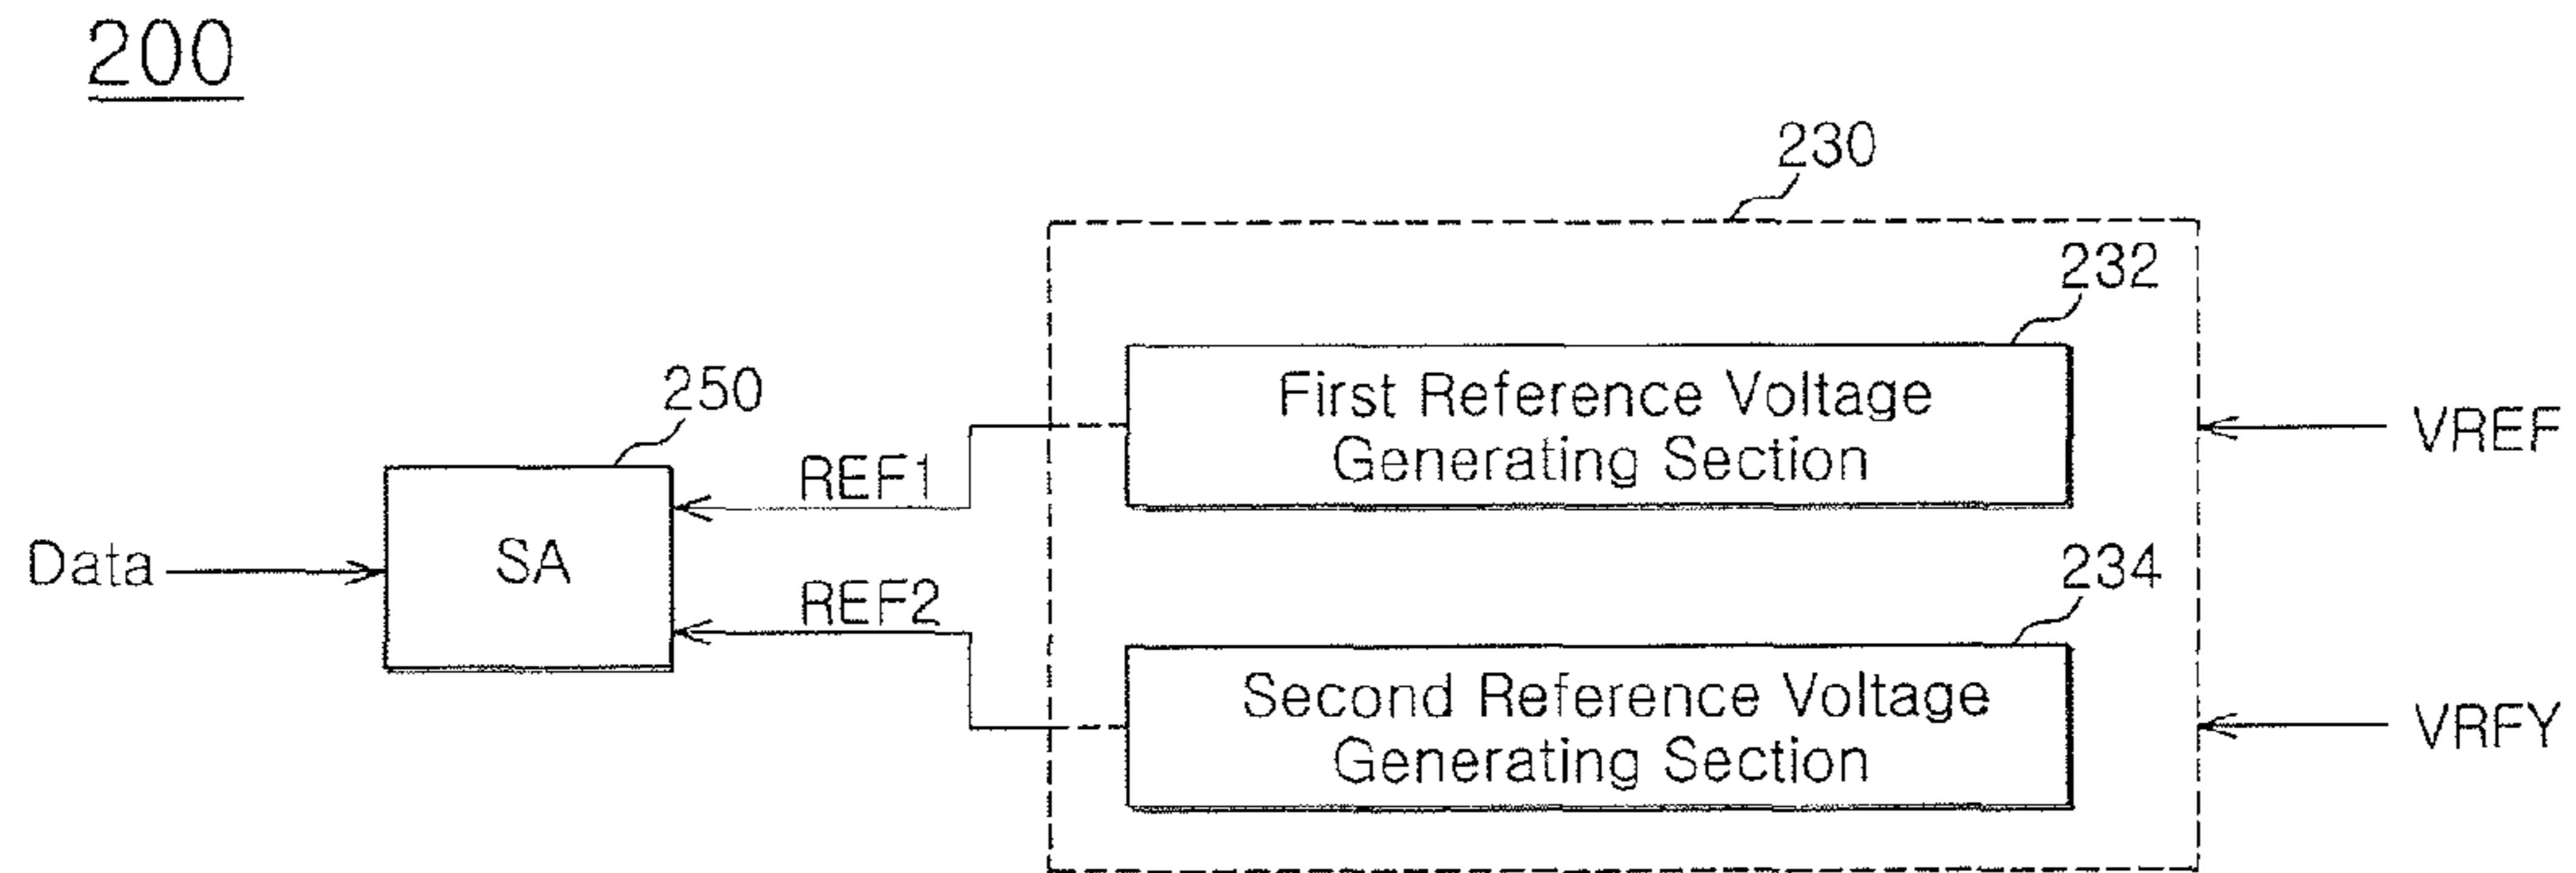 200
230
232
First Reference Voltage
Generating Section
VREF
250
REF1
SA
Data
REF2
234
Second Reference Voltage
Generating Section
VRFY